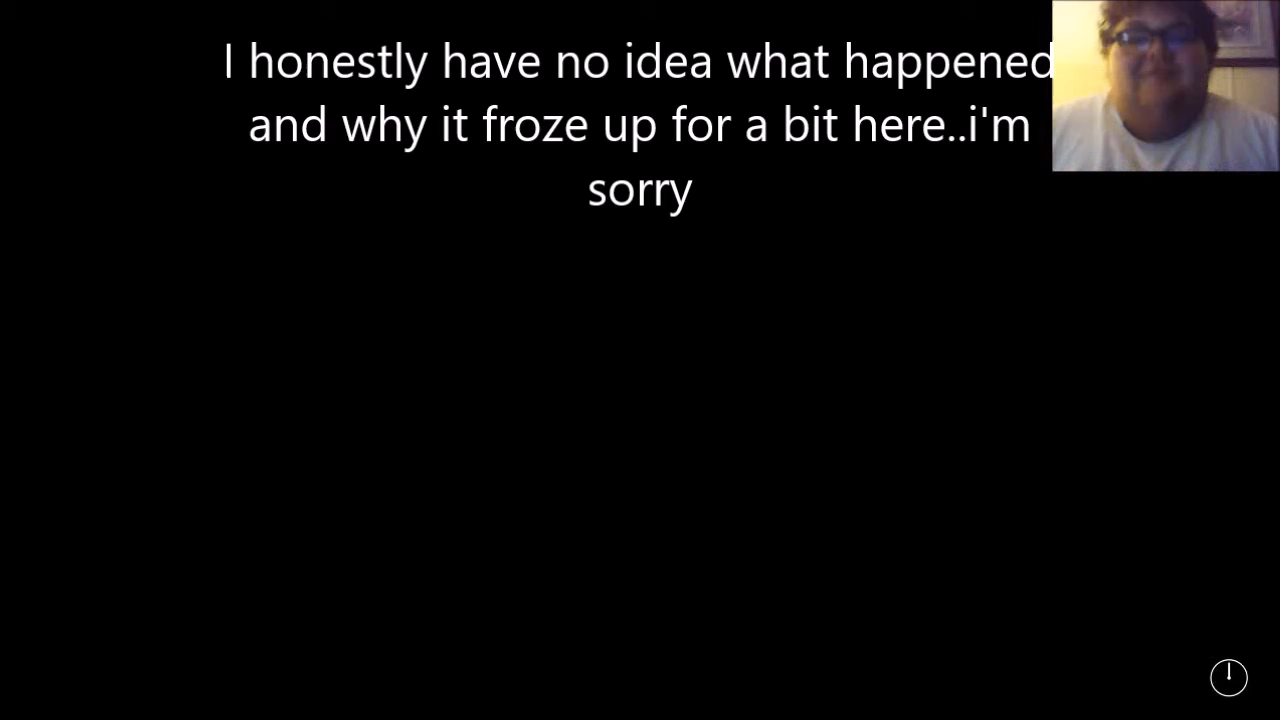 I honestly have no idea what happened
and why it froze up for a bit here..i'm
sorry